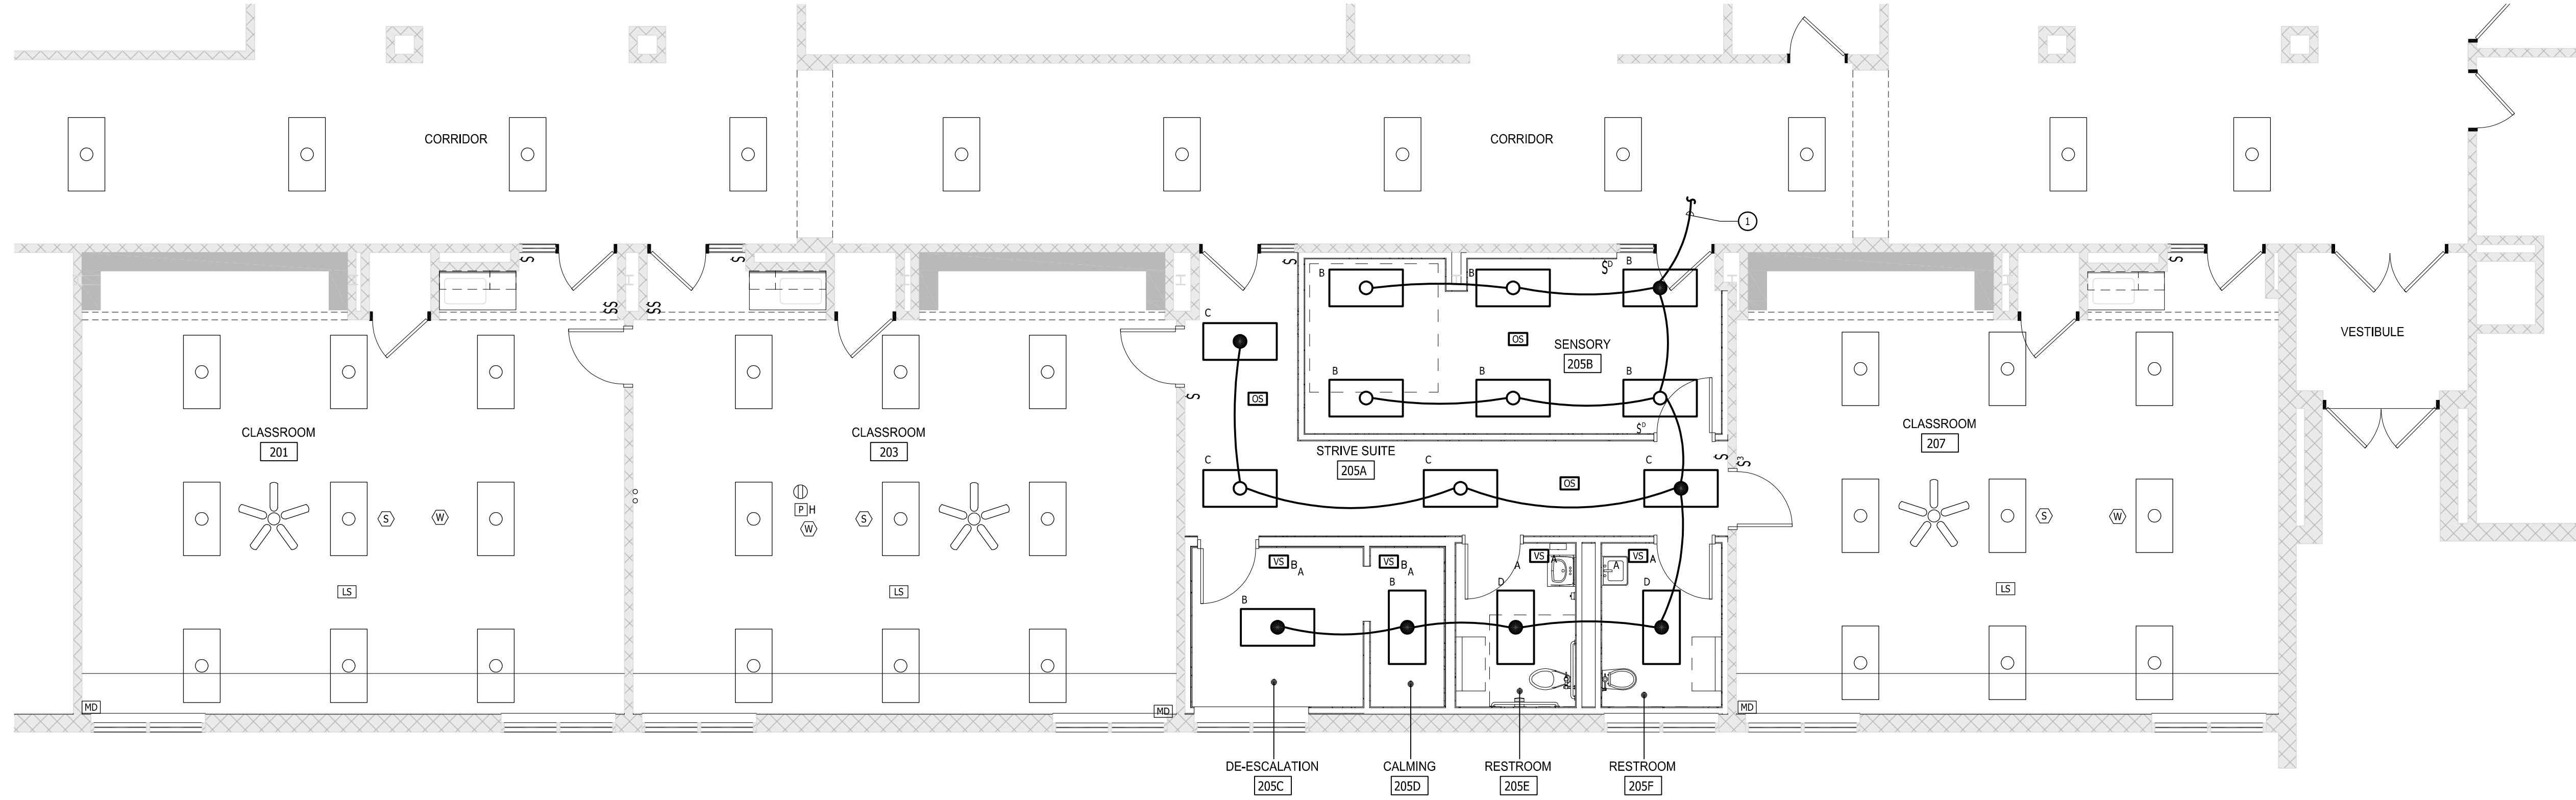 CORRIDOR
CORRIDOR
1
$
$
$
$
$
$$
$$
$D
B
B
B
C
OS
SENSORY
205B
VESTIBULE
B
B
B
$
OS
CLASSROOM
201
CLASSROOM
203
CLASSROOM
207
$D
STRIVE SUITE
205A
C
C
C
$
$3
OS
S
W
P H
W
S
S
W
VS B
A
VS B
A
VS A
A
VS A
A
B
B
D
D
LS
LS
LS
MD
MD
MD
DE-ESCALATION
205C
CALMING
205D
RESTROOM
205E
RESTROOM
205F